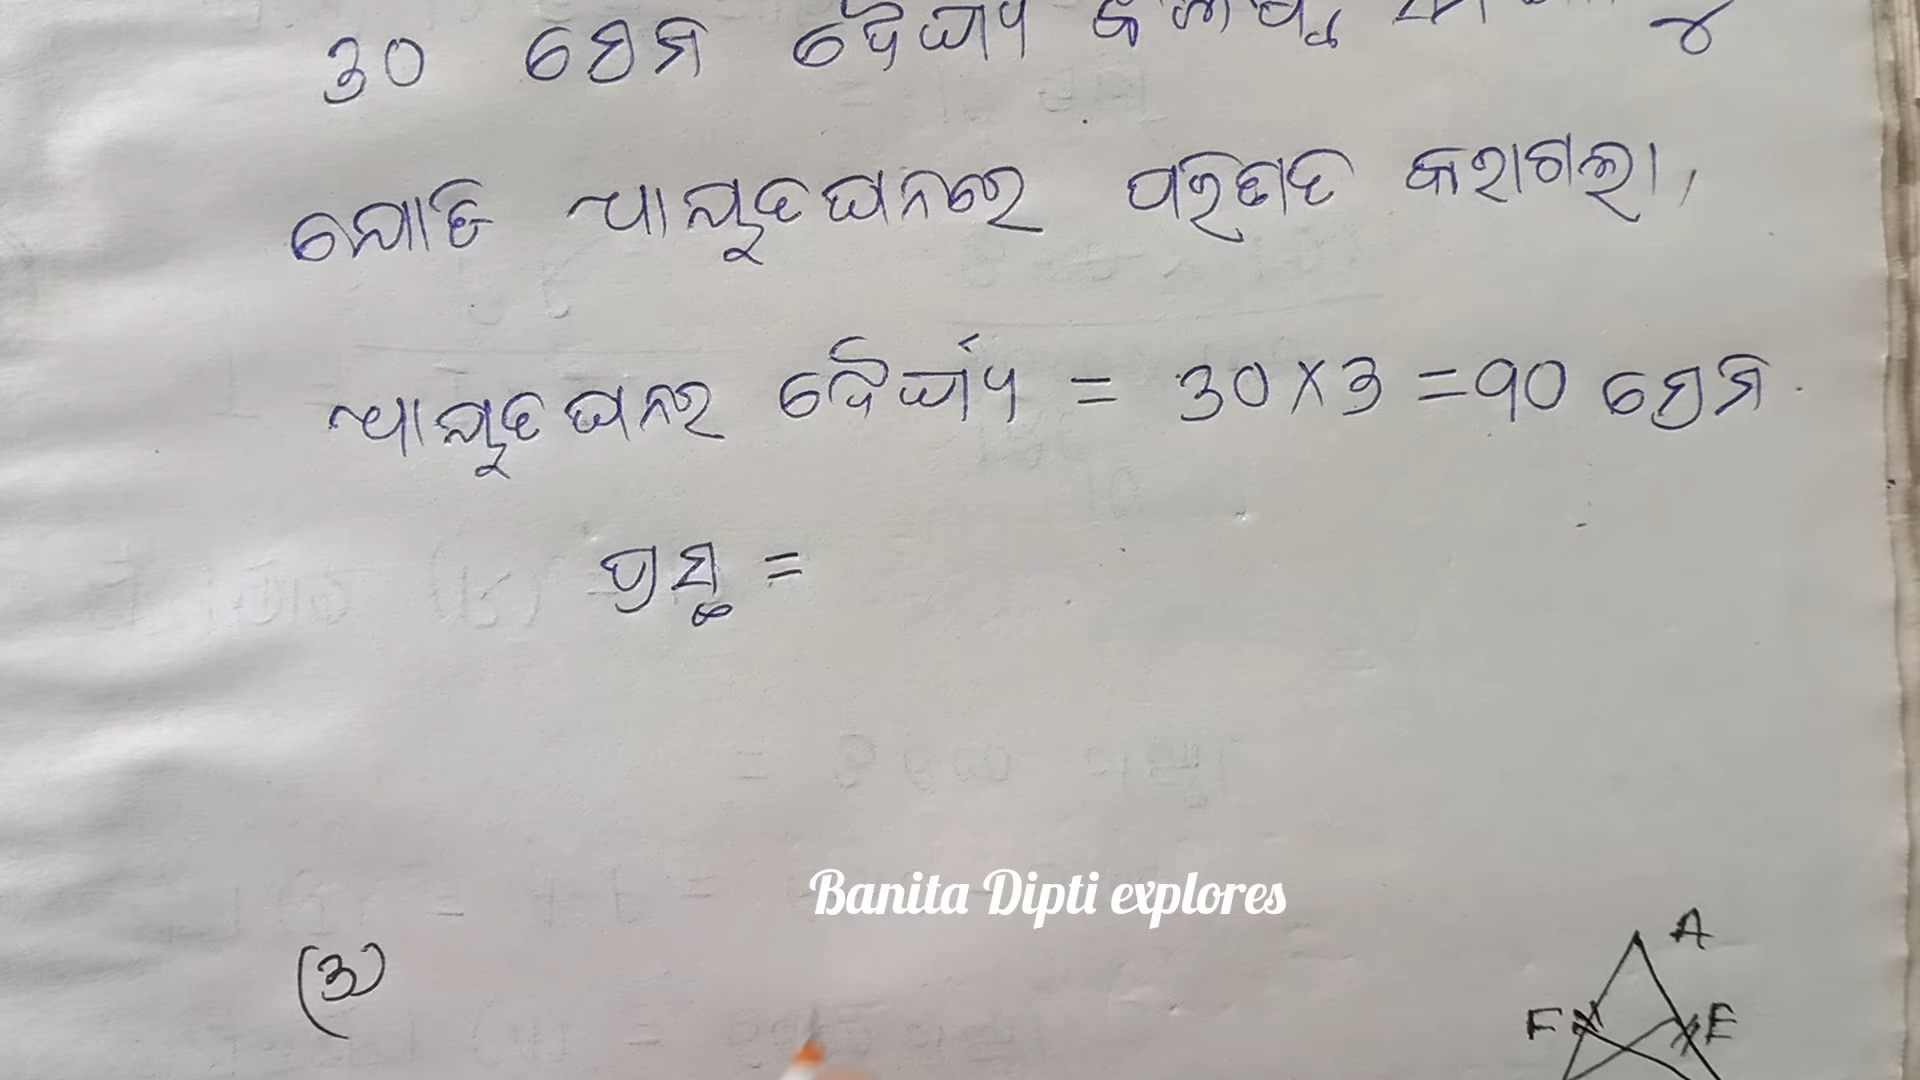 30 ସେମି ଦୈର୍ଘ୍ୟ
ଯୋଡି ଆୟତଘନରେ ପରିଣତ କରାଗଲା,
ଆୟତଘନର ଦୈର୍ଘ୍ୟ = 30 × 3 = 90 ସେମି
ପ୍ରସ୍ଥ =
Banita Dipti explores
(3)
A
F E